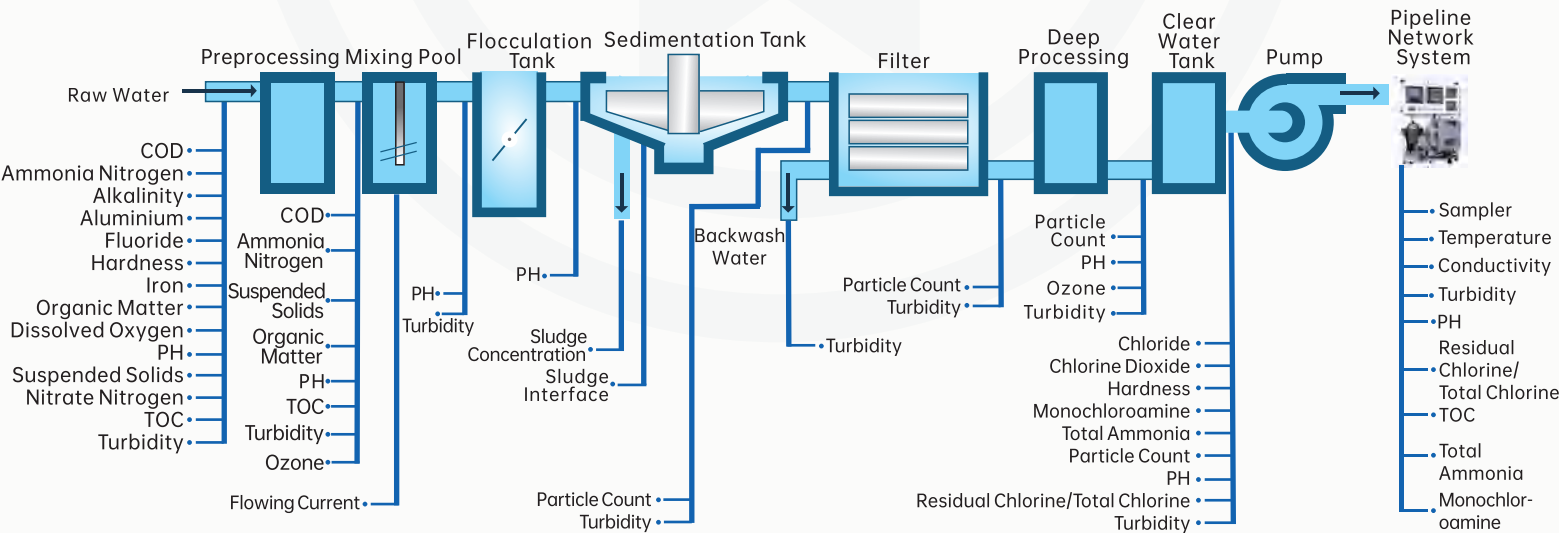 Preprocessing
Mixing Pool
Flocculation
Tank
Sedimentation Tank
Filter
Deep
Processing
Clear
Water
Tank
Pump
Pipeline
Network
System
Raw Water
COD
Ammonia Nitrogen
Alkalinity
Aluminium
Fluoride
Hardness
Iron
Organic Matter
Dissolved Oxygen
PH
Suspended Solids
Nitrate Nitrogen
TOC
Turbidity
COD
Ammonia
Nitrogen
Suspended
Solids
Organic
Matter
PH
TOC
Turbidity
Ozone
Flowing Current
PH
Turbidity
PH
Sludge
Concentration
Sludge
Interface
Particle Count
Turbidity
Backwash
Water
Turbidity
Particle Count
Turbidity
Particle
Count
PH
Ozone
Turbidity
Chloride
Chlorine Dioxide
Hardness
Monochloroamine
Total Ammonia
Particle Count
PH
Residual Chlorine/Total Chlorine
Turbidity
Sampler
Temperature
Conductivity
Turbidity
PH
Residual
Chlorine/
Total Chlorine
TOC
Total
Ammonia
Monochlor-
oamine